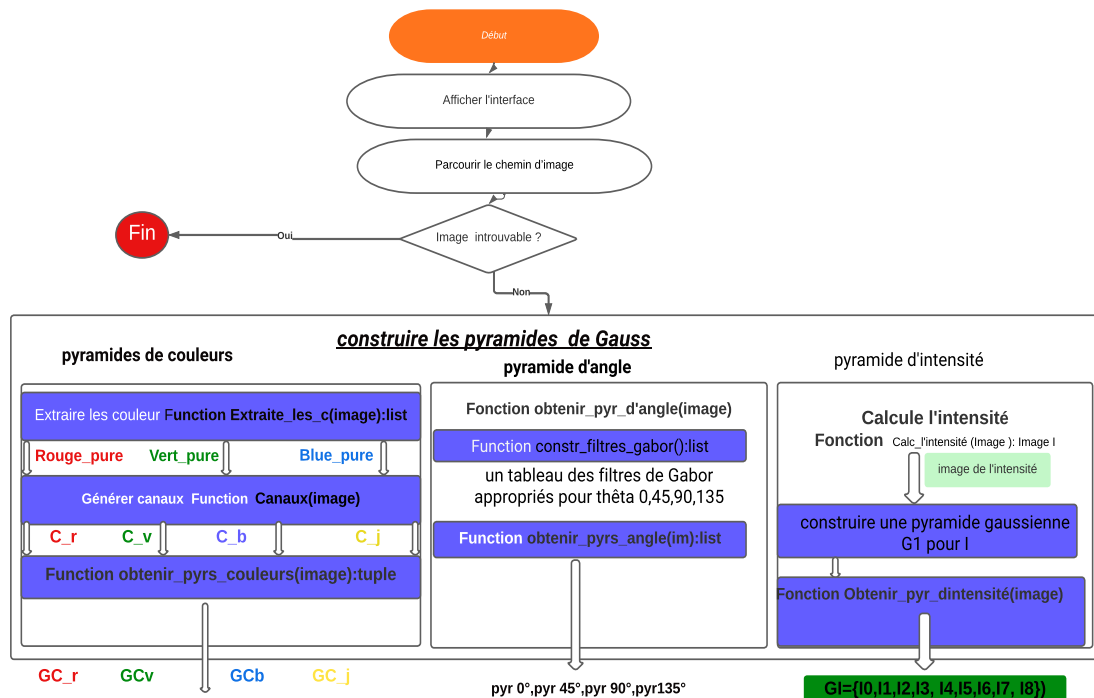 Début
Afficher l'interface
Parcourir le chemin d'image
Image introuvable ?
Oui
Fin
Non
construire les pyramides de Gauss
pyramides de couleurs
Extraire les couleur Function Extraite_les_c(image):list
Rouge_pure Vert_pure Blue_pure
Générer canaux Function Canaux(image)
C_r C_v C_b C_j
Function obtenir_pyrs_couleurs(image):tuple
GC_r GCv GCb GC_j
pyramide d'angle
Fonction obtenir_pyr_d'angle(image)
Function constr_filtres_gabor():list
un tableau des filtres de Gabor
appropriés pour thêta 0,45,90,135
Function obtenir_pyrs_angle(im):list
pyr 0°,pyr 45°,pyr 90°,pyr135°
pyramide d'intensité
Calcule l'intensité
Fonction Calc_l'intensité (Image ): Image I
image de l'intensité
construire une pyramide gaussienne
G1 pour I
Fonction Obtenir_pyr_dintensité(image)
GI={I0,I1,I2,I3, I4,I5,I6,I7, I8})